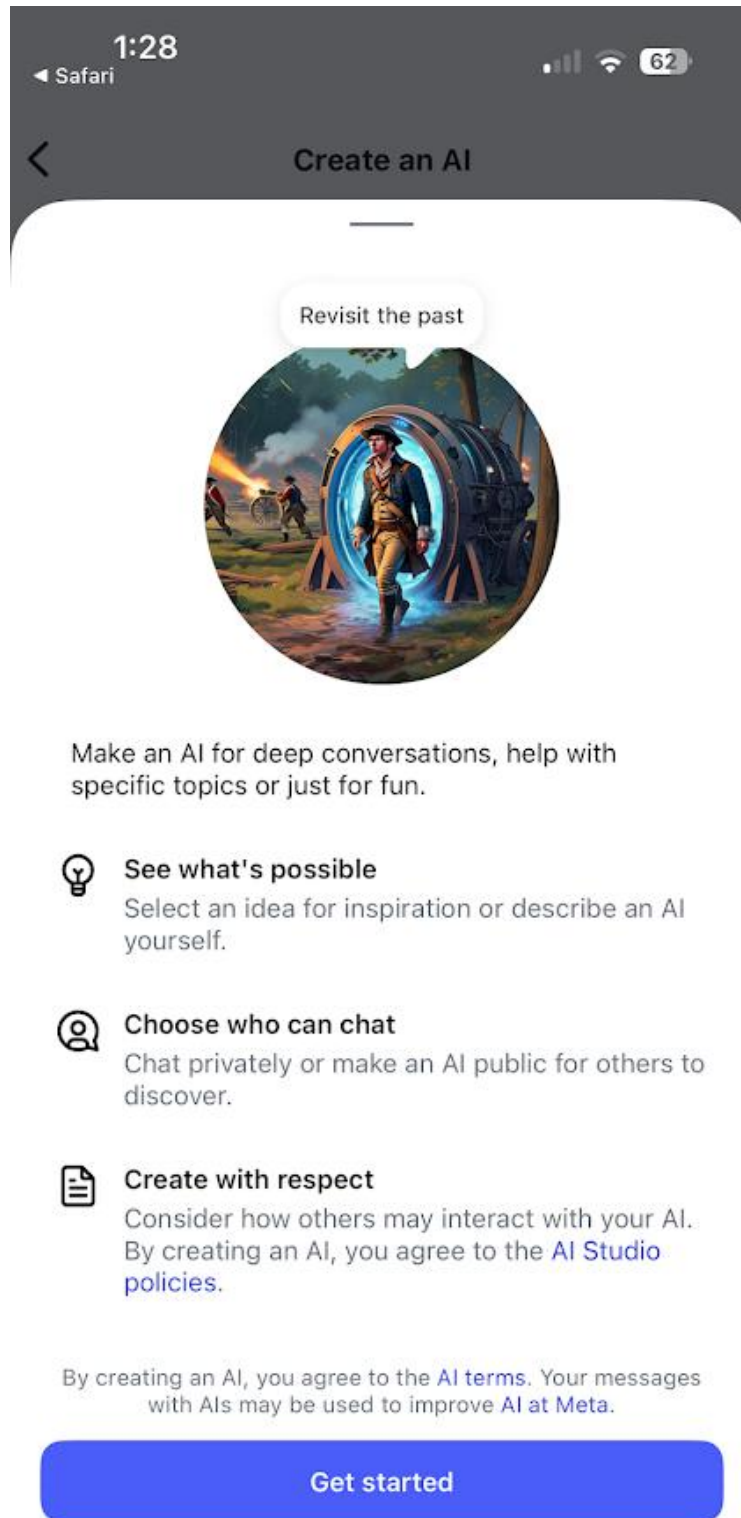 1:28
◀ Safari
62
Create an AI
Revisit the past
Make an AI for deep conversations, help with
specific topics or just for fun.
See what's possible
Select an idea for inspiration or describe an AI
yourself.
Choose who can chat
Chat privately or make an AI public for others to
discover.
Create with respect
Consider how others may interact with your AI.
By creating an AI, you agree to the AI Studio
policies.
By creating an AI, you agree to the AI terms. Your messages
with AIs may be used to improve AI at Meta.
Get started